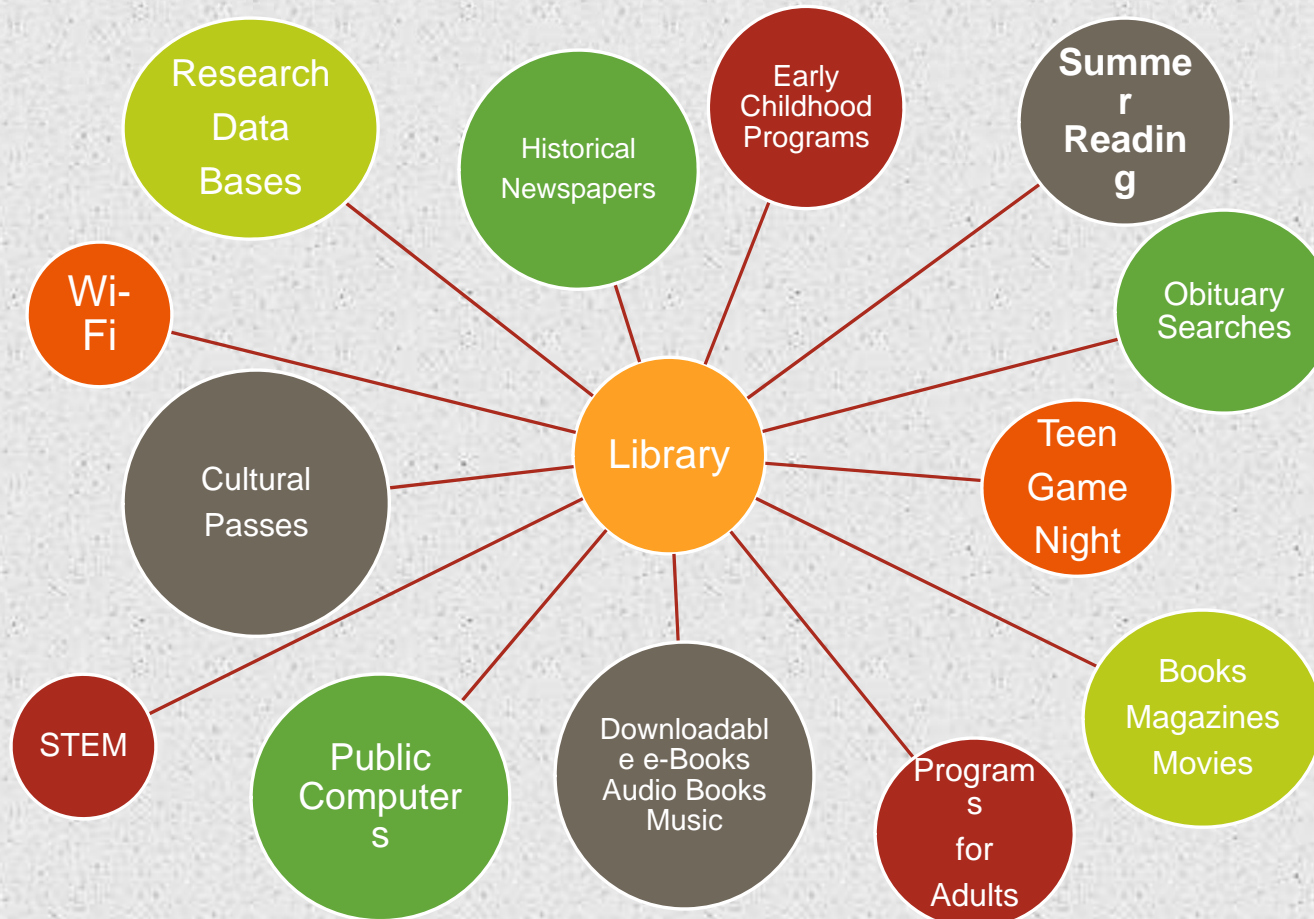 Research
Data
Bases
Historical
Newspapers
Early
Childhood
Programs
Summe
r
Readin
g
Wi-
Fi
Obituary
Searches
Library
Cultural
Passes
Teen
Game
Night
STEM
Public
Computer
s
Downloadabl
e e-Books
Audio Books
Music
Program
s
for
Adults
Books
Magazines
Movies